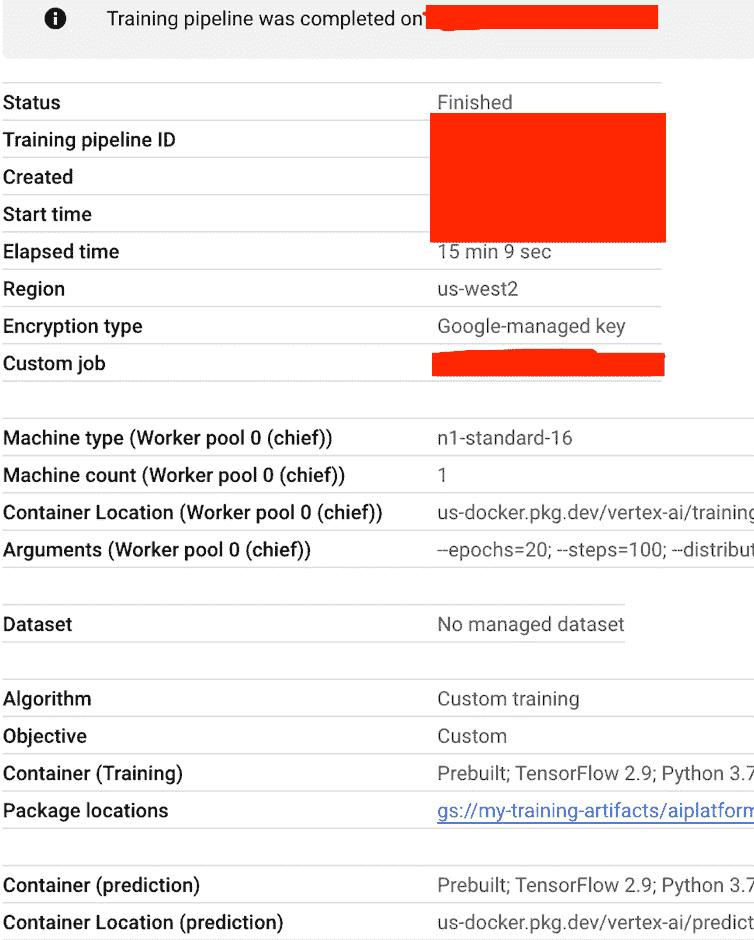 Training pipeline was completed on
Status Finished
Training pipeline ID
Created
Start time
Elapsed time 15 min 9 sec
Region us-west2
Encryption type Google-managed key
Custom job
Machine type (Worker pool 0 (chief)) n1-standard-16
Machine count (Worker pool 0 (chief)) 1
Container Location (Worker pool 0 (chief)) us-docker.pkg.dev/vertex-ai/training
Arguments (Worker pool 0 (chief)) --epochs=20; --steps=100; --distribut
Dataset No managed dataset
Algorithm Custom training
Objective Custom
Container (Training) Prebuilt; TensorFlow 2.9; Python 3.7
Package locations gs://my-training-artifacts/aiplatform
Container (prediction) Prebuilt; TensorFlow 2.9; Python 3.7
Container Location (prediction) us-docker.pkg.dev/vertex-ai/predict